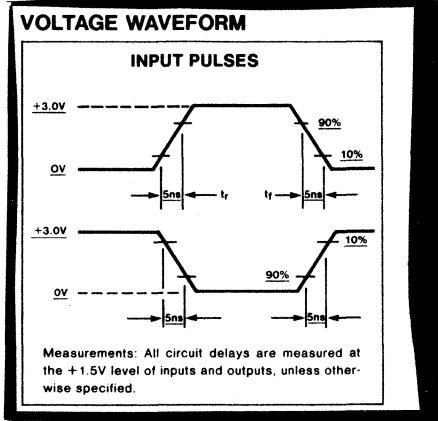 VOLTAGE WAVEFORM
INPUT PULSES
+3.0V
90%
10%
0V
5ns
tr
tf
5ns
+3.0V
10%
90%
0V
5ns
5ns
Measurements: All circuit delays are measured at
the +1.5V level of inputs and outputs, unless other-
wise specified.